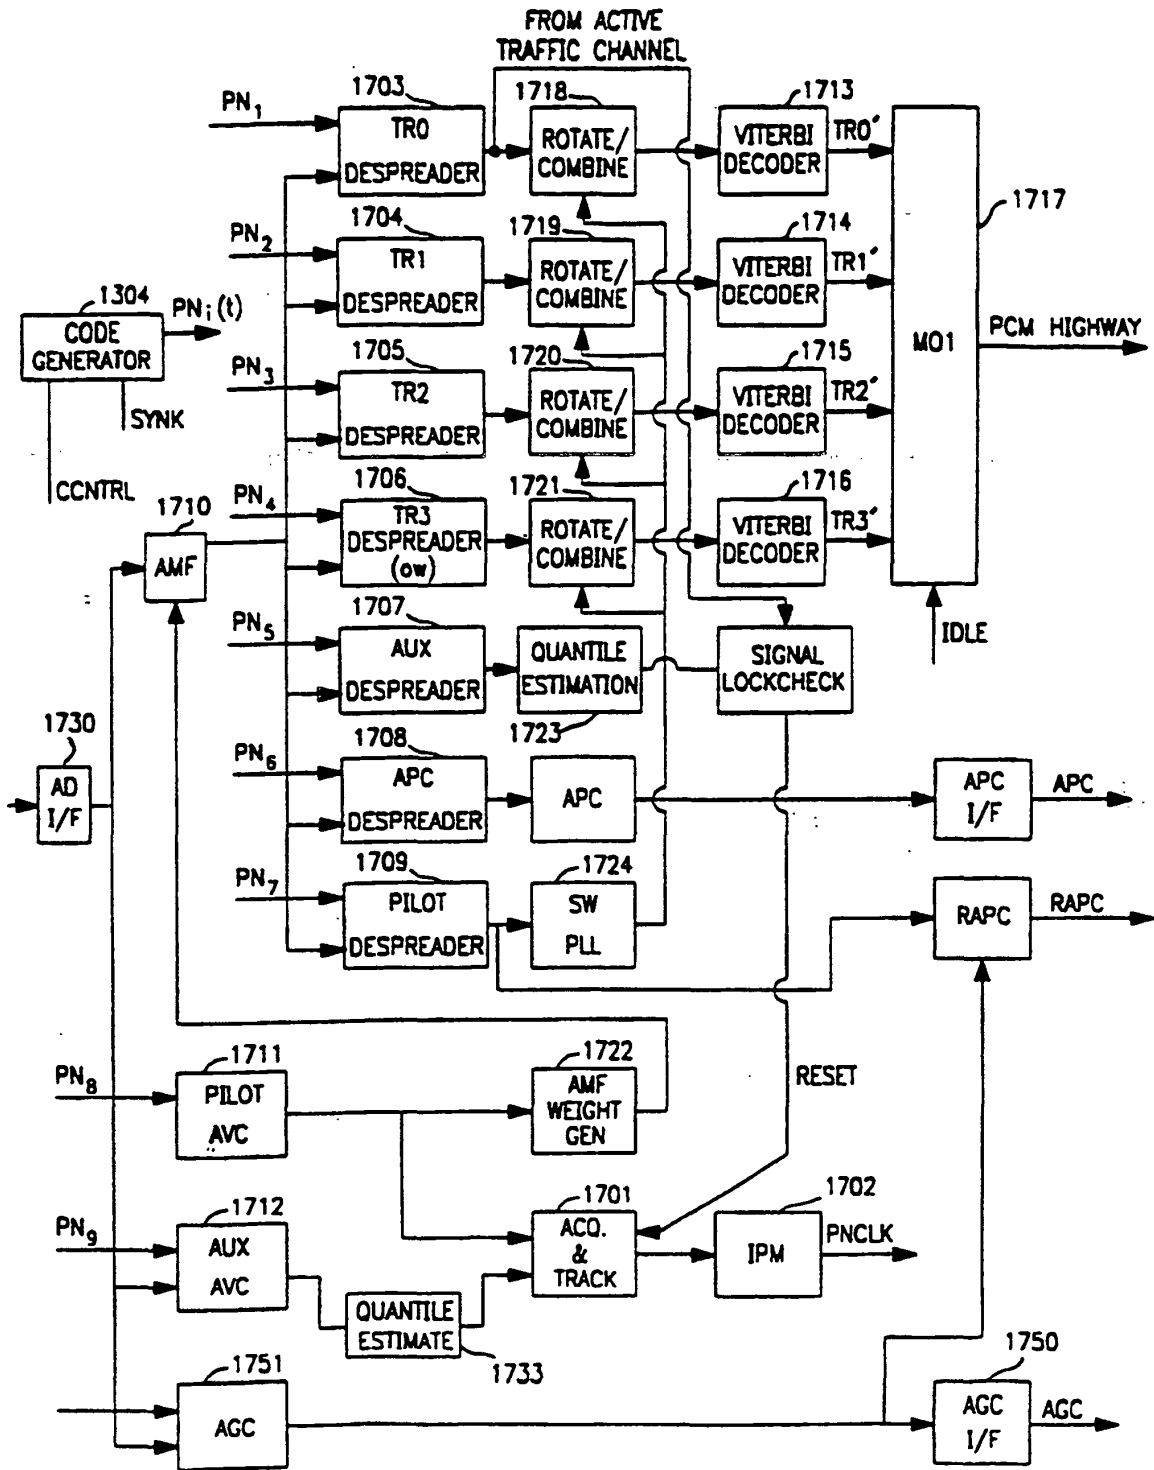 FROM ACTIVE
TRAFFIC CHANNEL
PN1
1703
TR0
DESPREADER
1718
ROTATE/
COMBINE
1713
VITERBI
DECODER
TR0'
1717
M01
PCM HIGHWAY
IDLE
PN2
1704
TR1
DESPREADER
1719
ROTATE/
COMBINE
1714
VITERBI
DECODER
TR1'
1304
CODE
GENERATOR
PNi(t)
SYNK
CCNTRL
PN3
1705
TR2
DESPREADER
1720
ROTATE/
COMBINE
1715
VITERBI
DECODER
TR2'
1710
AMF
PN4
1706
TR3
DESPREADER
(OW)
1721
ROTATE/
COMBINE
1716
VITERBI
DECODER
TR3'
PN5
1707
AUX
DESPREADER
QUANTILE
ESTIMATION
1723
SIGNAL
LOCKCHECK
1730
AD
I/F
PN6
1708
APC
DESPREADER
APC
APC
I/F
APC
PN7
1709
PILOT
DESPREADER
1724
SW
PLL
RAPC
RAPC
PN8
1711
PILOT
AVC
1722
AMF
WEIGHT
GEN
RESET
PN9
1712
AUX
AVC
QUANTILE
ESTIMATE
1733
1701
ACQ.
&
TRACK
1702
IPM
PNCLK
1751
AGC
1750
AGC
I/F
AGC